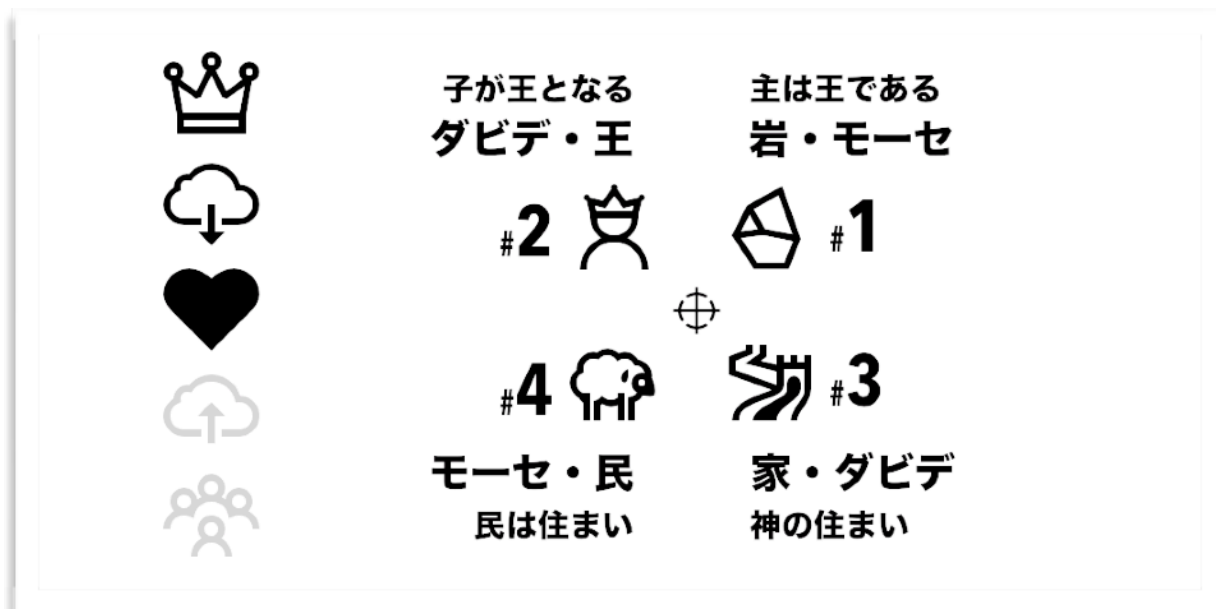 子が王となる
ダビデ・王
#2
主は王である
岩・モーセ
#1
#4
モーセ・民
民は住まい
#3
家・ダビデ
神の住まい